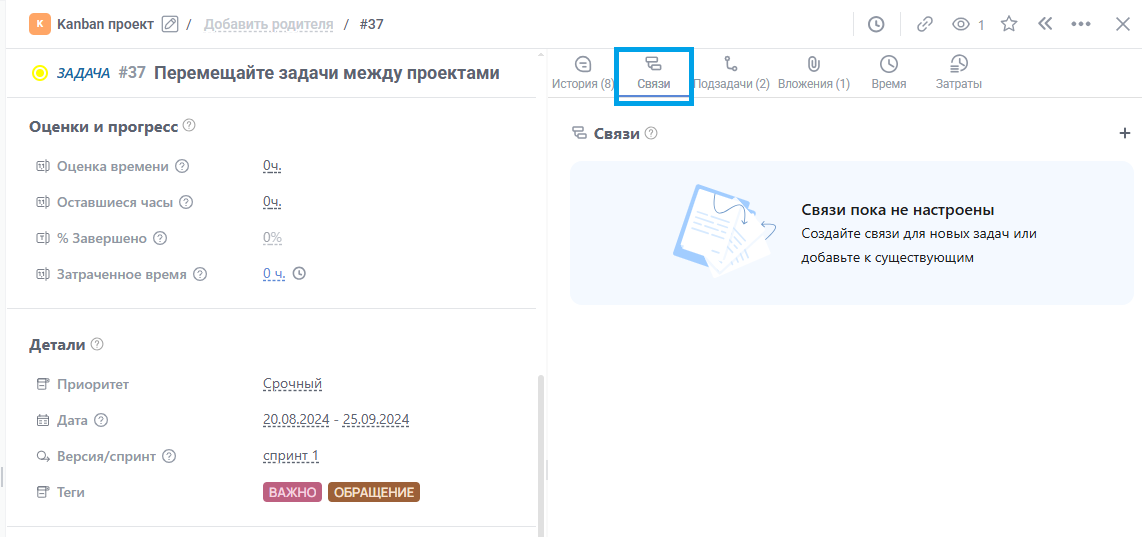 K Kanban проект / Добавить родителя / #37
1
ЗАДАЧА #37 Перемещайте задачи между проектами
Оценки и прогресс
Оценка времени 0ч.
Оставшиеся часы 0ч.
% Завершено 0%
Затраченное время 0 ч.
Детали
Приоритет Срочный
Дата 20.08.2024 - 25.09.2024
Версия/спринт спринт 1
Теги ВАЖНО ОБРАЩЕНИЕ
История (8) Связи Подзадачи (2) Вложения (1) Время Затраты
Связи
Связи пока не настроены
Создайте связи для новых задач или
добавьте к существующим